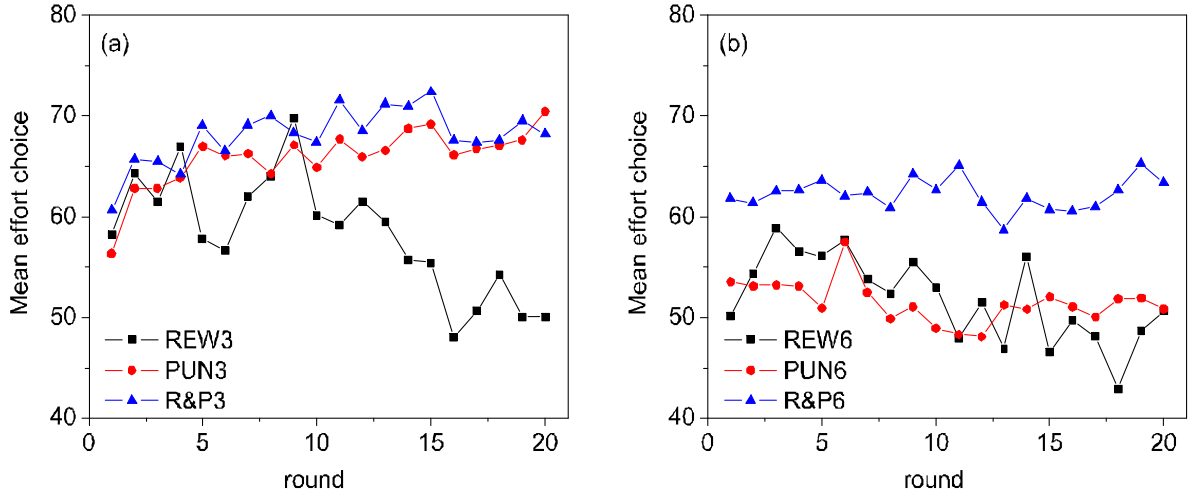 (a)
Mean effort choice
80
70
60
50
40
REW3
PUN3
R&P3
0 5 10 15 20
round
(b)
Mean effort choice
80
70
60
50
40
REW6
PUN6
R&P6
0 5 10 15 20
round